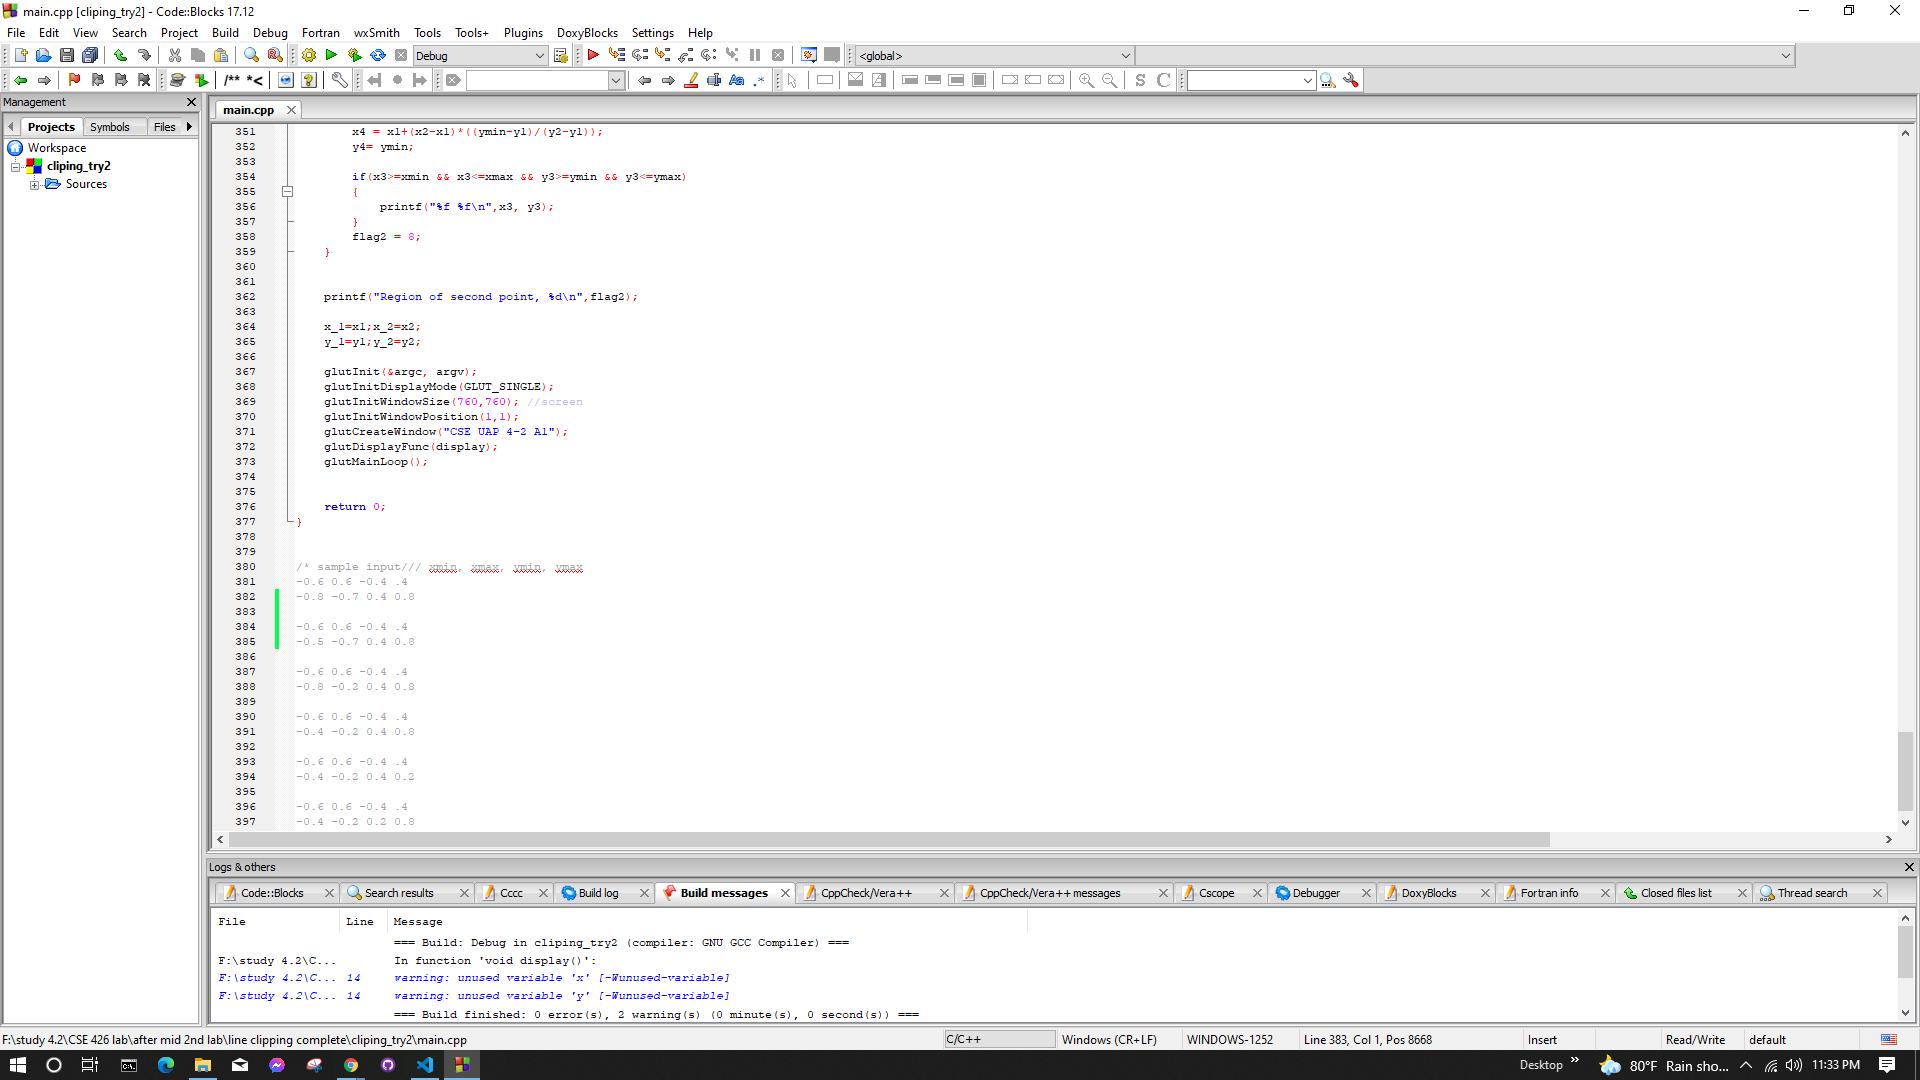 main.cpp [cliping_try2] - Code::Blocks 17.12
File Edit View Search Project Build Debug Fortran wxSmith Tools Tools+ Plugins DoxyBlocks Settings Help
Debug
<global>
/** *<
Management
main.cpp
Projects Symbols Files
Workspace
cliping_try2
Sources
351 x4 = x1+(x2-x1)*((ymin-y1)/(y2-y1));
352 y4= ymin;
353
354 if(x3>=xmin && x3<=xmax && y3>=ymin && y3<=ymax)
355 {
356 printf("%f %f\n",x3, y3);
357 }
358 flag2 = 8;
359 }
360
361
362 printf("Region of second point, %d\n",flag2);
363
364 x_1=x1;x_2=x2;
365 y_1=y1;y_2=y2;
366
367 glutInit(&argc, argv);
368 glutInitDisplayMode(GLUT_SINGLE);
369 glutInitWindowSize(760,760); //screen
370 glutInitWindowPosition(1,1);
371 glutCreateWindow("CSE UAP 4-2 A1");
372 glutDisplayFunc(display);
373 glutMainLoop();
374
375
376 return 0;
377 }
378
379
380 /* sample input/// xmin, xmax, ymin, ymax
381 -0.6 0.6 -0.4 .4
382 -0.8 -0.7 0.4 0.8
383
384 -0.6 0.6 -0.4 .4
385 -0.5 -0.7 0.4 0.8
386
387 -0.6 0.6 -0.4 .4
388 -0.8 -0.2 0.4 0.8
389
390 -0.6 0.6 -0.4 .4
391 -0.4 -0.2 0.4 0.8
392
393 -0.6 0.6 -0.4 .4
394 -0.4 -0.2 0.4 0.2
395
396 -0.6 0.6 -0.4 .4
397 -0.4 -0.2 0.2 0.8
Logs & others
Code::Blocks Search results Cccc Build log Build messages CppCheck/Vera++ CppCheck/Vera++ messages Cscope Debugger DoxyBlocks Fortran info Closed files list Thread search
File Line Message
=== Build: Debug in cliping_try2 (compiler: GNU GCC Compiler) ===
F:\study 4.2\C... In function 'void display()':
F:\study 4.2\C... 14 warning: unused variable 'x' [-Wunused-variable]
F:\study 4.2\C... 14 warning: unused variable 'y' [-Wunused-variable]
=== Build finished: 0 error(s), 2 warning(s) (0 minute(s), 0 second(s)) ===
F:\study 4.2\CSE 426 lab\after mid 2nd lab\line clipping complete\cliping_try2\main.cpp C/C++ Windows (CR+LF) WINDOWS-1252 Line 383, Col 1, Pos 8668 Insert Read/Write default
Desktop 80°F Rain sho... 11:33 PM